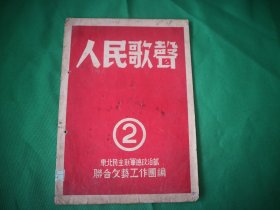 人民歌聲
2
東北民主聯軍總政治部
聯合文藝工作團編